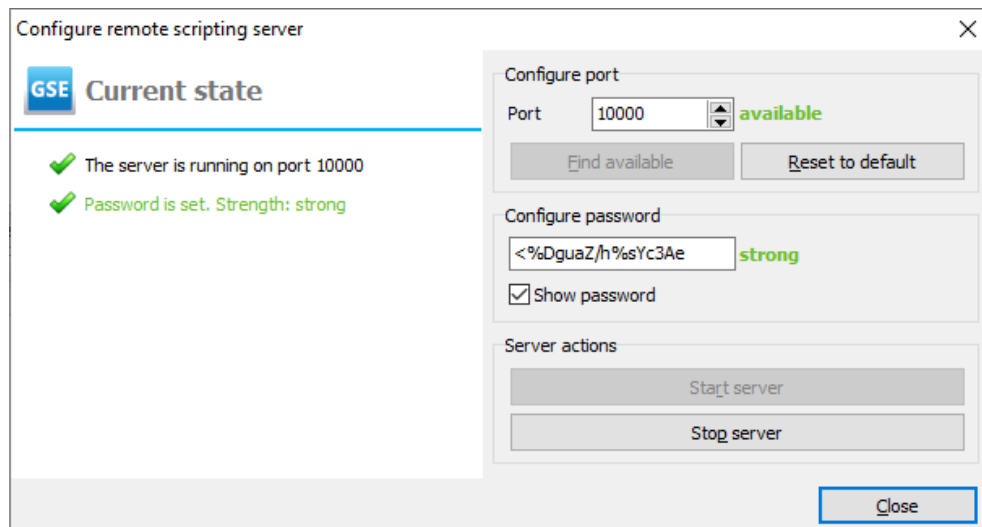 Configure remote scripting server
GSE Current state
The server is running on port 10000
Password is set. Strength: strong
Configure port
Port 10000 available
Find available Reset to default
Configure password
<%DguaZ/h%sYc3Ae strong
Show password
Server actions
Start server
Stop server
Close